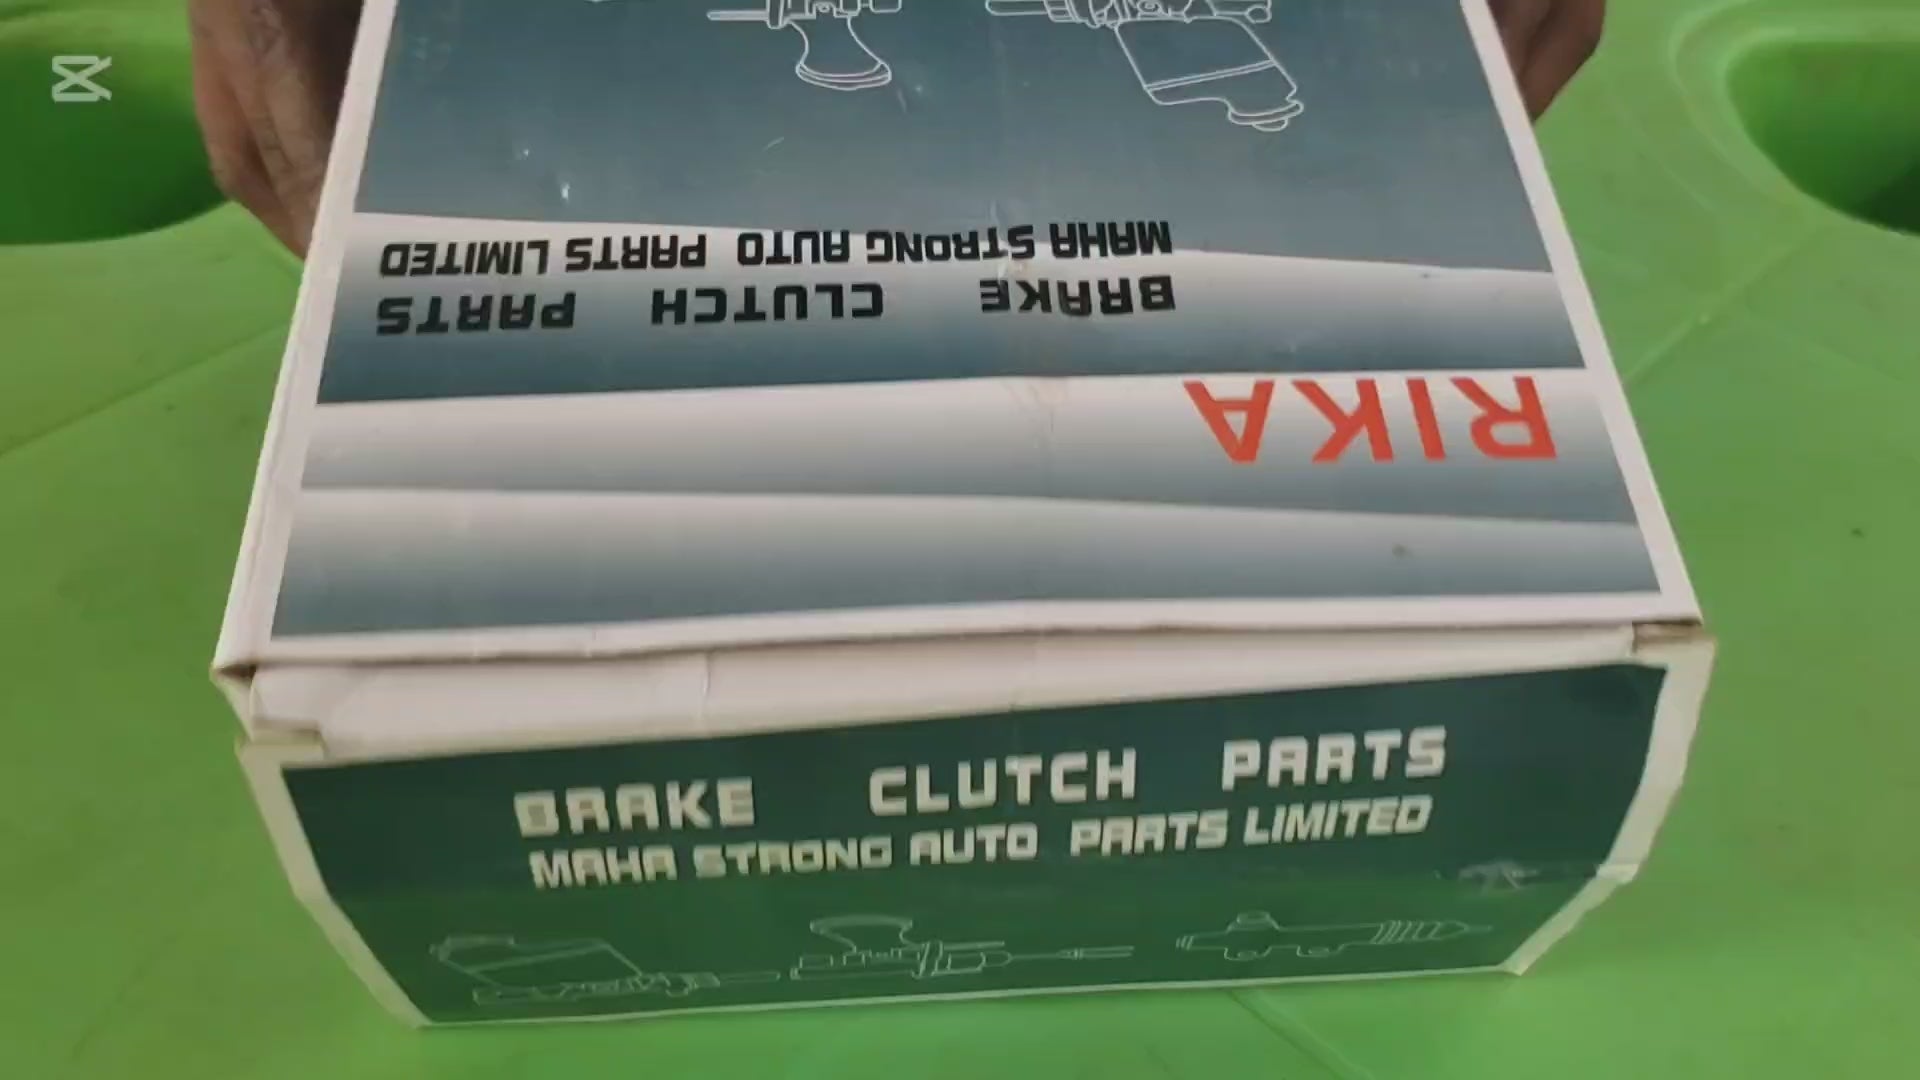 MAHA STRONG AUTO PARTS LIMITED
BRAKE CLUTCH PARTS
RIKA
BRAKE CLUTCH PARTS
MAHA STRONG AUTO PARTS LIMITED